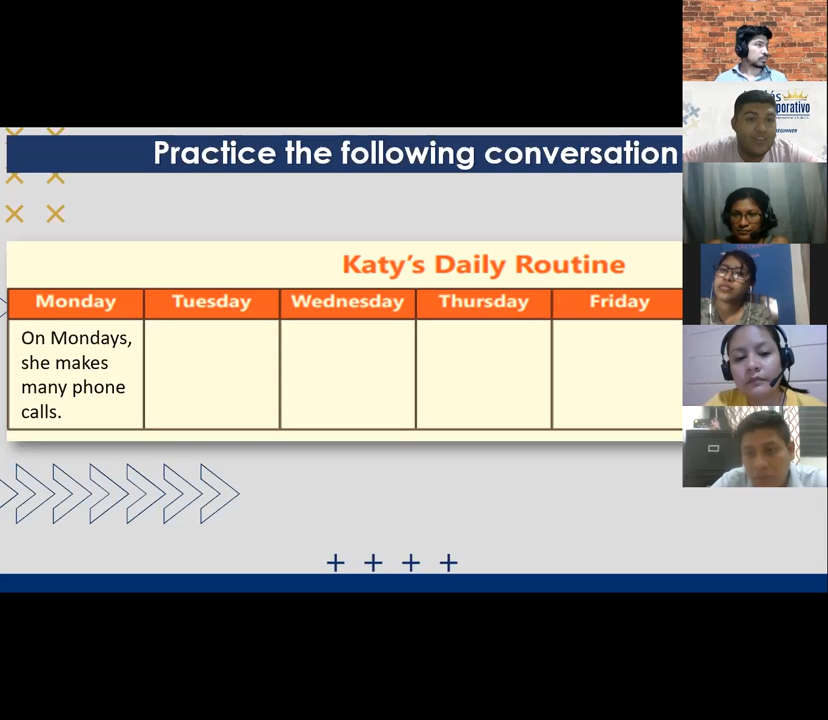 Practice the following conversation
Katy's Daily Routine
Monday Tuesday Wednesday Thursday Friday
On Mondays,
she makes
many phone
calls.
porativo